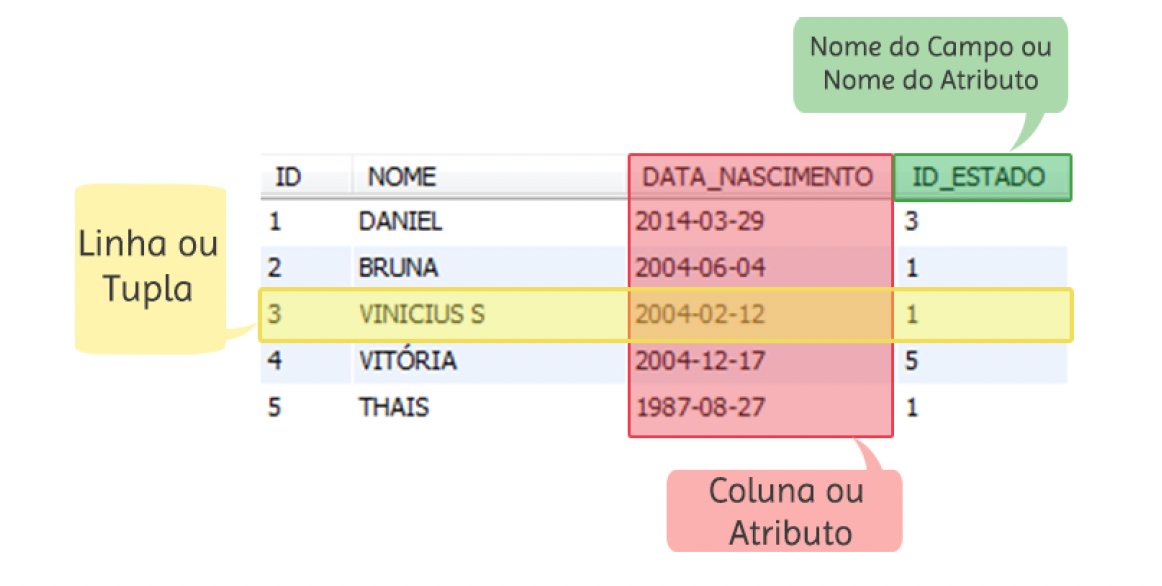 Nome do Campo ou
Nome do Atributo
ID NOME DATA_NASCIMENTO ID_ESTADO
1 DANIEL 2014-03-29 3
2 BRUNA 2004-06-04 1
3 VINICIUS S 2004-02-12 1
4 VITÓRIA 2004-12-17 5
5 THAIS 1987-08-27 1
Linha ou
Tupla
Coluna ou
Atributo